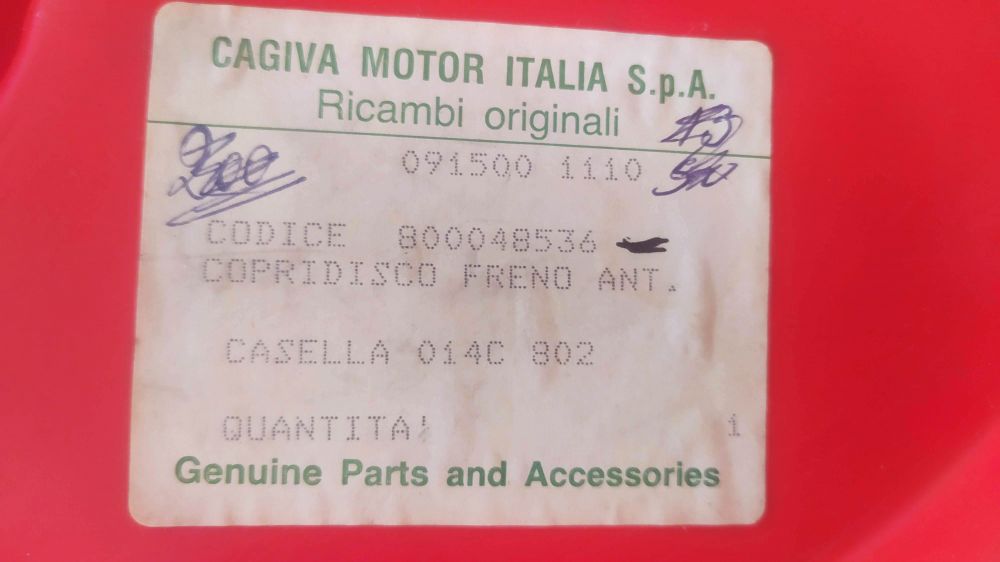 CAGIVA MOTOR ITALIA S.p.A.
Ricambi originali
091500 1110
CODICE 800048536
COPRIDISCO FRENO ANT.
CASELLA 014C 802
QUANTITA' 1
Genuine Parts and Accessories